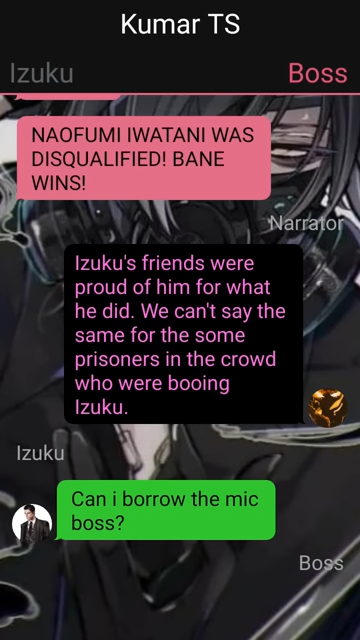 Kumar TS
Izuku
Boss
NAOFUMI IWATANI WAS
DISQUALIFIED! BANE
WINS!
Narrator
Izuku's friends were
proud of him for what
he did. We can't say the
same for the some
prisoners in the crowd
who were booing
Izuku.
Izuku
Can i borrow the mic
boss?
Boss